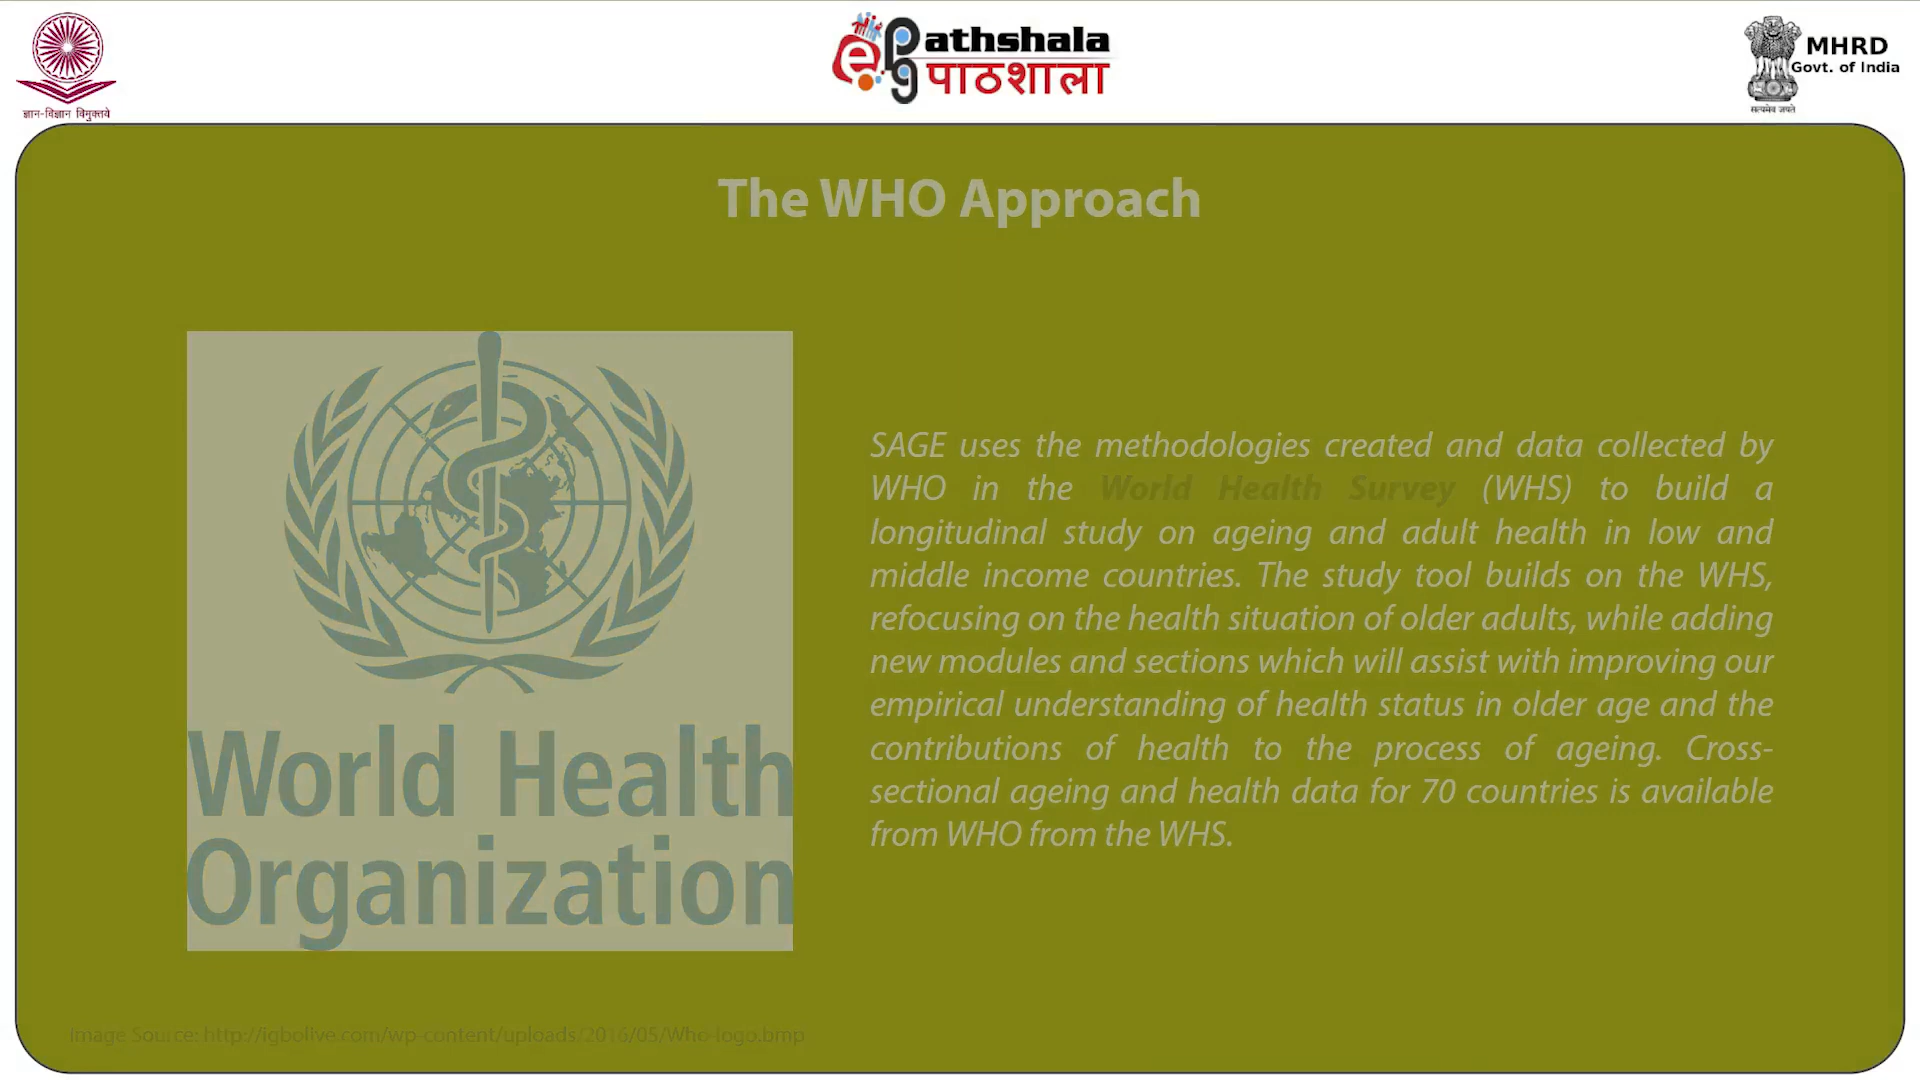 ज्ञान-विज्ञान विमुक्तये
ePG Pathshala
पाठशाला
MHRD
Govt. of India
सत्यमेव जयते
The WHO Approach
World Health
Organization
SAGE uses the methodologies created and data collected by
WHO in the World Health Survey (WHS) to build a
longitudinal study on ageing and adult health in low and
middle income countries. The study tool builds on the WHS,
refocusing on the health situation of older adults, while adding
new modules and sections which will assist with improving our
empirical understanding of health status in older age and the
contributions of health to the process of ageing. Cross-
sectional ageing and health data for 70 countries is available
from WHO from the WHS.
Image Source: http://igbolive.com/wp-content/uploads/2016/05/Who-logo.bmp